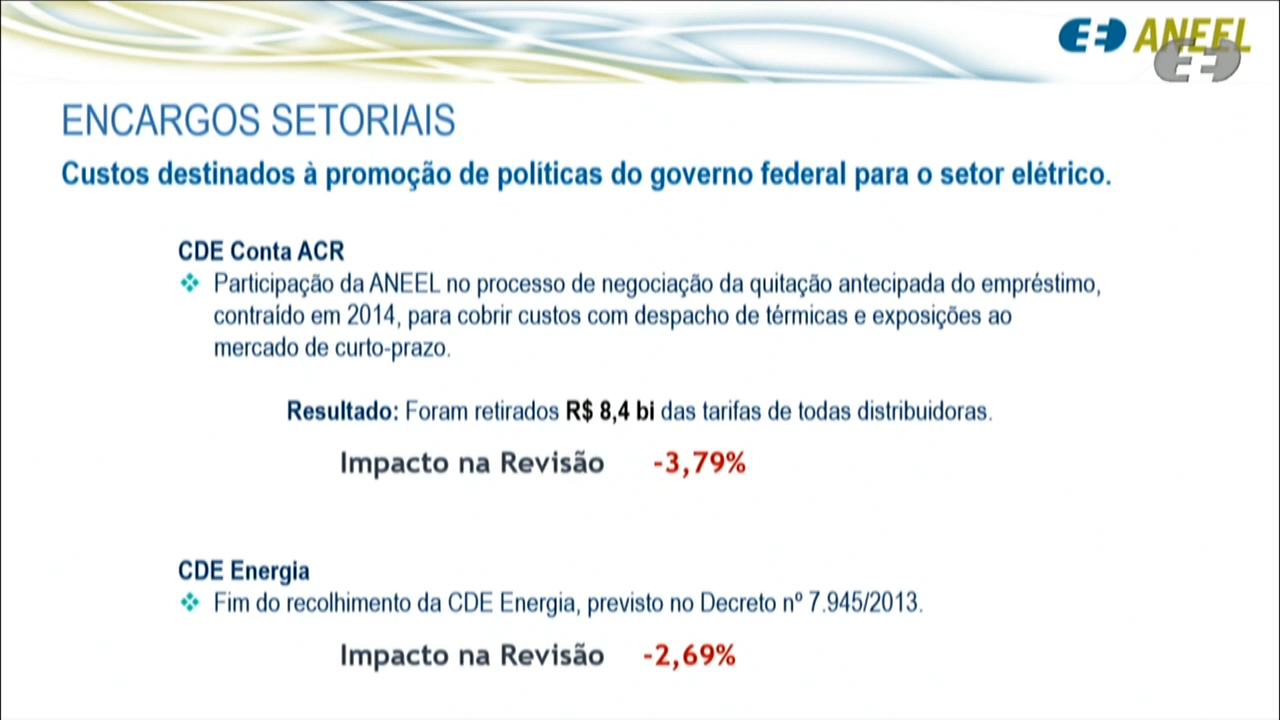 ANEEL
ENCARGOS SETORIAIS
Custos destinados à promoção de políticas do governo federal para o setor elétrico.
CDE Conta ACR
Participação da ANEEL no processo de negociação da quitação antecipada do empréstimo,
contraído em 2014, para cobrir custos com despacho de térmicas e exposições ao
mercado de curto-prazo.
Resultado: Foram retirados R$ 8,4 bi das tarifas de todas distribuidoras.
Impacto na Revisão -3,79%
CDE Energia
Fim do recolhimento da CDE Energia, previsto no Decreto nº 7.945/2013.
Impacto na Revisão -2,69%